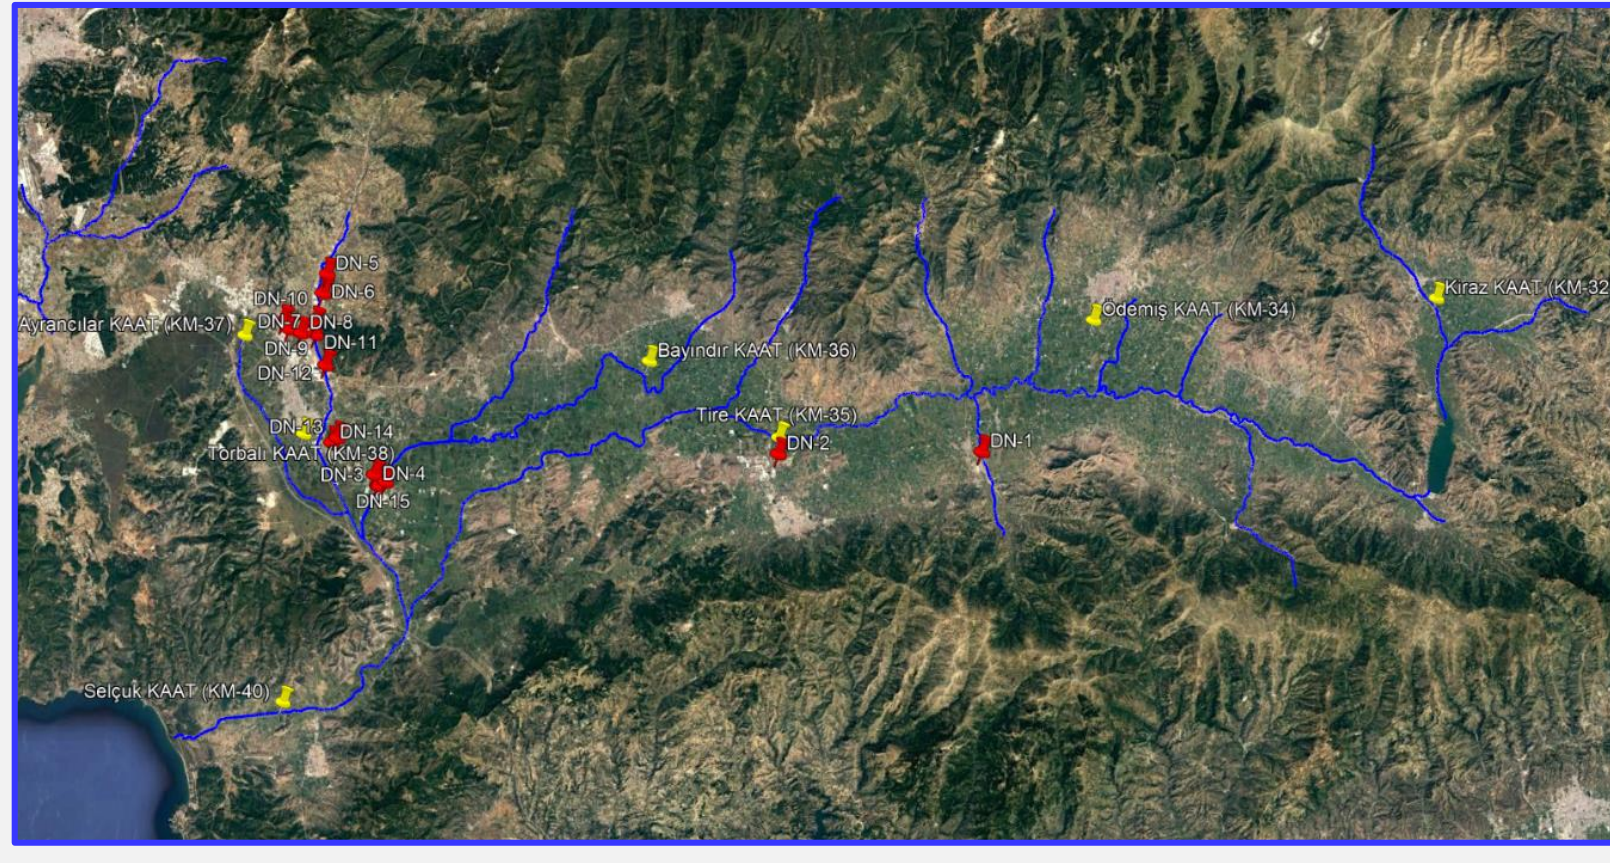 DN-5
DN-6
Kiraz KAAT (KM-32
DN-10
Ödemiş KAAT (KM-34)
Ayrancılar KAAT (KM-37)
DN-7
DN-8
DN-9
DN-11
Bayındır KAAT (KM-36)
DN-12
Tire KAAT (KM-35)
DN-13
DN-14
DN-2
DN-1
Torbalı KAAT (KM-38)
DN-3
DN-4
DN-15
Selçuk KAAT (KM-40)